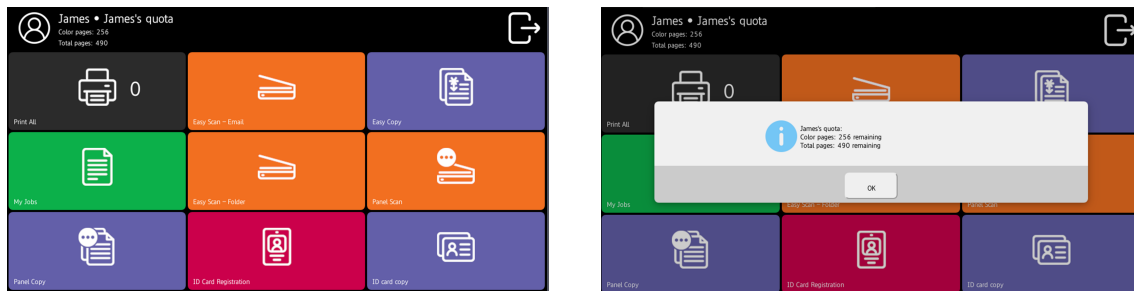 James • James's quota
Color pages: 256
Total pages: 490
0
Print All
Easy Scan – Email
Easy Copy
My Jobs
Easy Scan – Folder
Panel Scan
Panel Copy
ID Card Registration
ID card copy
James • James's quota
Color pages: 256
Total pages: 490
0
Print All
James's quota:
Color pages: 256 remaining
Total pages: 490 remaining
OK
My Jobs
Easy Scan – Folder
Panel Scan
Panel Copy
ID Card Registration
ID card copy